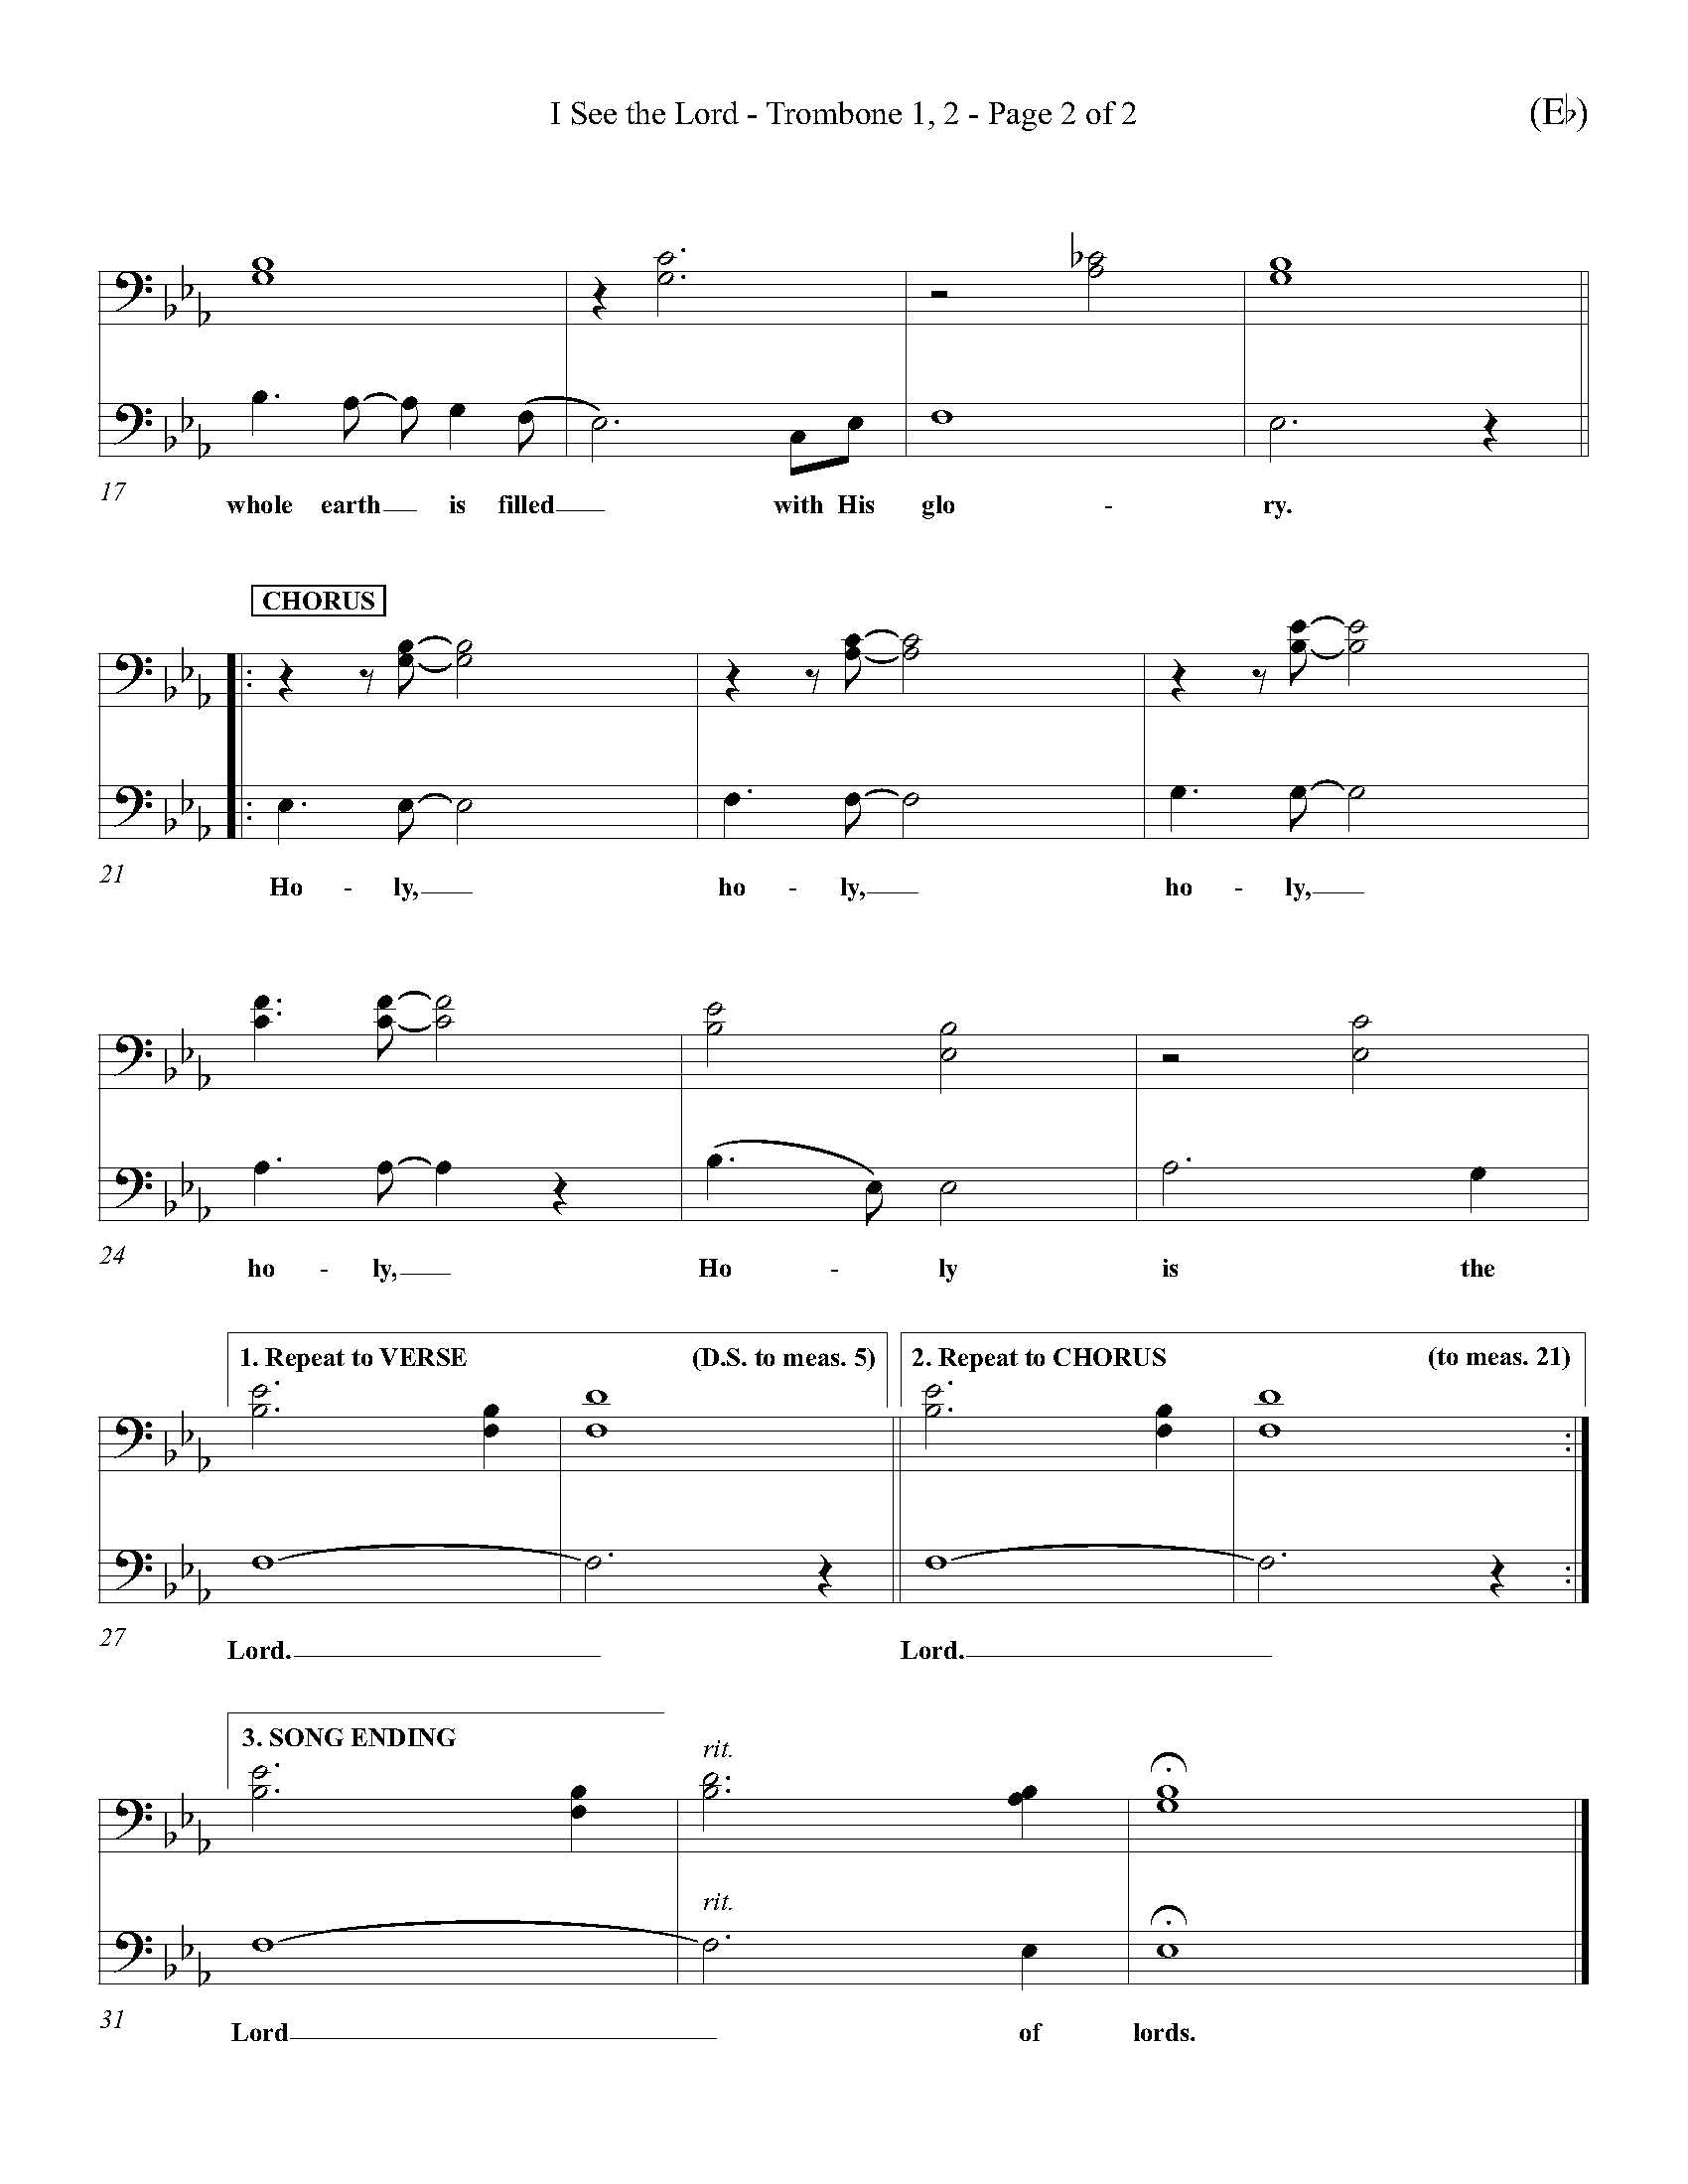 I See the Lord - Trombone 1, 2 - Page 2 of 2 (E♭)
17 whole earth is filled with His glo - ry.
CHORUS
21 Ho - ly, ho - ly, ho - ly,
24 ho - ly, Ho - ly is the
1. Repeat to VERSE (D.S. to meas. 5) 2. Repeat to CHORUS (to meas. 21)
27 Lord. Lord.
3. SONG ENDING
rit.
rit.
31 Lord of lords.